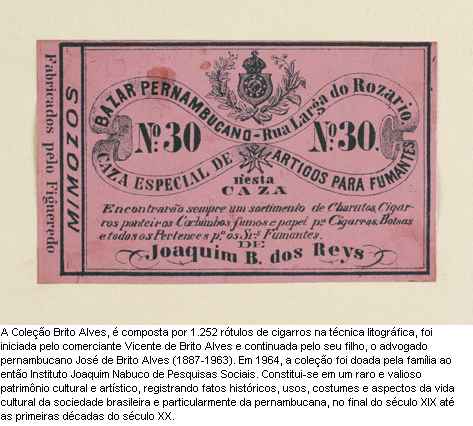 Fabricados pelo Figueredo
MIMOZOS
BAZAR PERNAMBUCANO - Rua Larga do Rozario
No. 30 No. 30.
CAZA ESPECIAL DE ARTIGOS PARA FUMANTES
nesta
CAZA
Encontrarão sempre um sortimento de Charutos, Cigar-
ros ponteiras Caximbos fumos e papel pa. Cigarros, Bolsas
e todos os Pertences pa. os Srs. Fumantes.
DE
Joaquim B. dos Reys
A Coleção Brito Alves, é composta por 1.252 rótulos de cigarros na técnica litográfica, foi
iniciada pelo comerciante Vicente de Brito Alves e continuada pelo seu filho, o advogado
pernambucano José de Brito Alves (1887-1963). Em 1964, a coleção foi doada pela família ao
então Instituto Joaquim Nabuco de Pesquisas Sociais. Constitui-se em um raro e valioso
patrimônio cultural e artístico, registrando fatos históricos, usos, costumes e aspectos da vida
cultural da sociedade brasileira e particularmente da pernambucana, no final do século XIX até
as primeiras décadas do século XX.